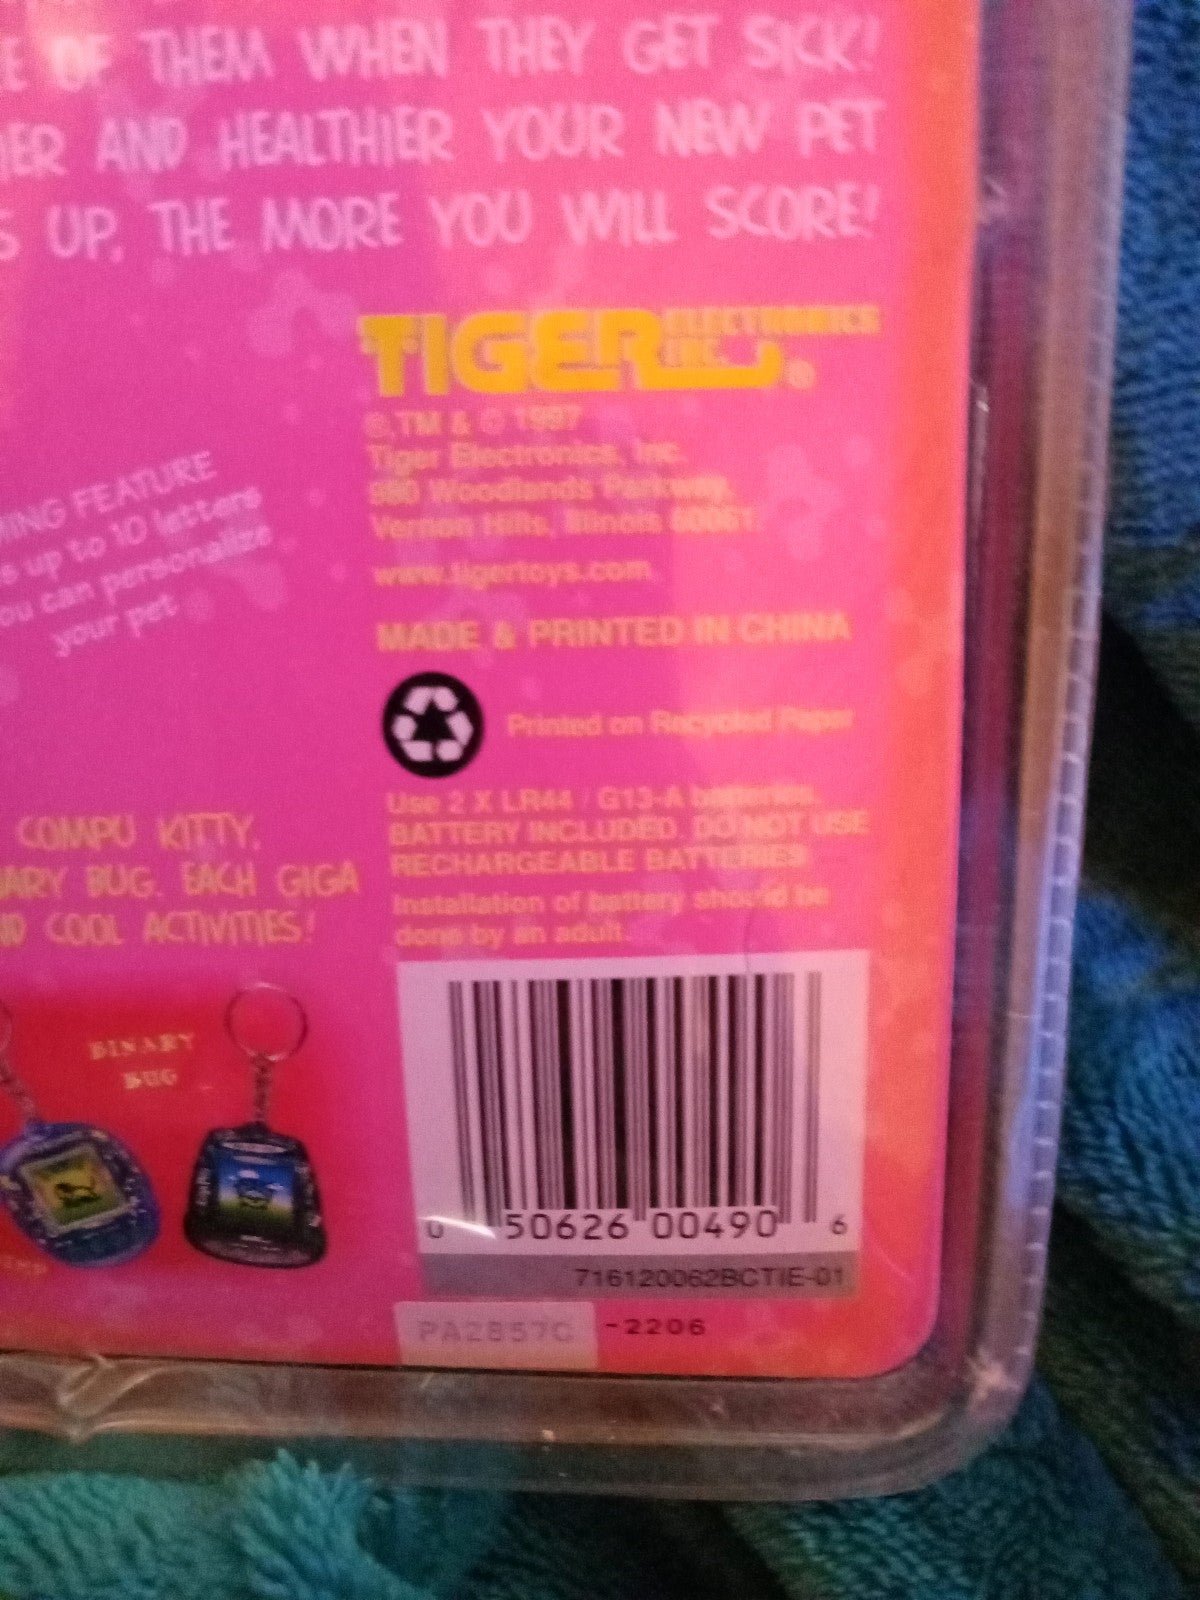 E OF THEM WHEN THEY GET SICK!
IER AND HEALTHIER YOUR NEW PET
S UP, THE MORE YOU WILL SCORE!
TIGER ELECTRONICS INC. ®
®,TM & © 1997
Tiger Electronics, Inc.
980 Woodlands Parkway,
Vernon Hills, Illinois 60061
www.tigertoys.com
MADE & PRINTED IN CHINA
Printed on Recycled Paper
Use 2 X LR44 / G13-A batteries.
BATTERY INCLUDED. DO NOT USE
RECHARGEABLE BATTERIES
Installation of battery should be
done by an adult.
MING FEATURE
s up to 10 letters
ou can personalize
your pet
COMPU KITTY,
ARY BUG. EACH GIGA
ND COOL ACTIVITIES!
BINARY
BUG
0 50626 00490 6
716120062BCTIE-01
PA2857C -2206